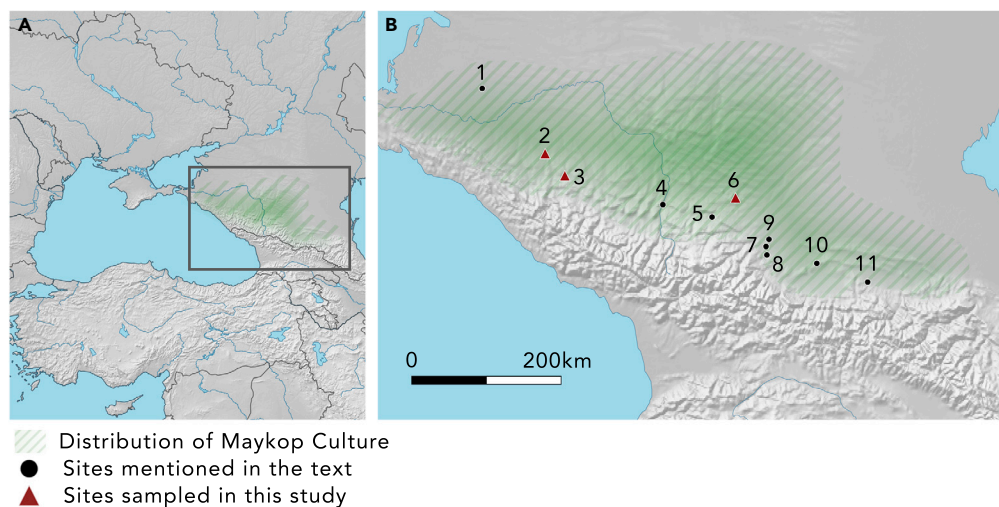 A
B
1
2
3
4
5
6
9
7
8
10
11
0 200km
Distribution of Maykop Culture
Sites mentioned in the text
Sites sampled in this study